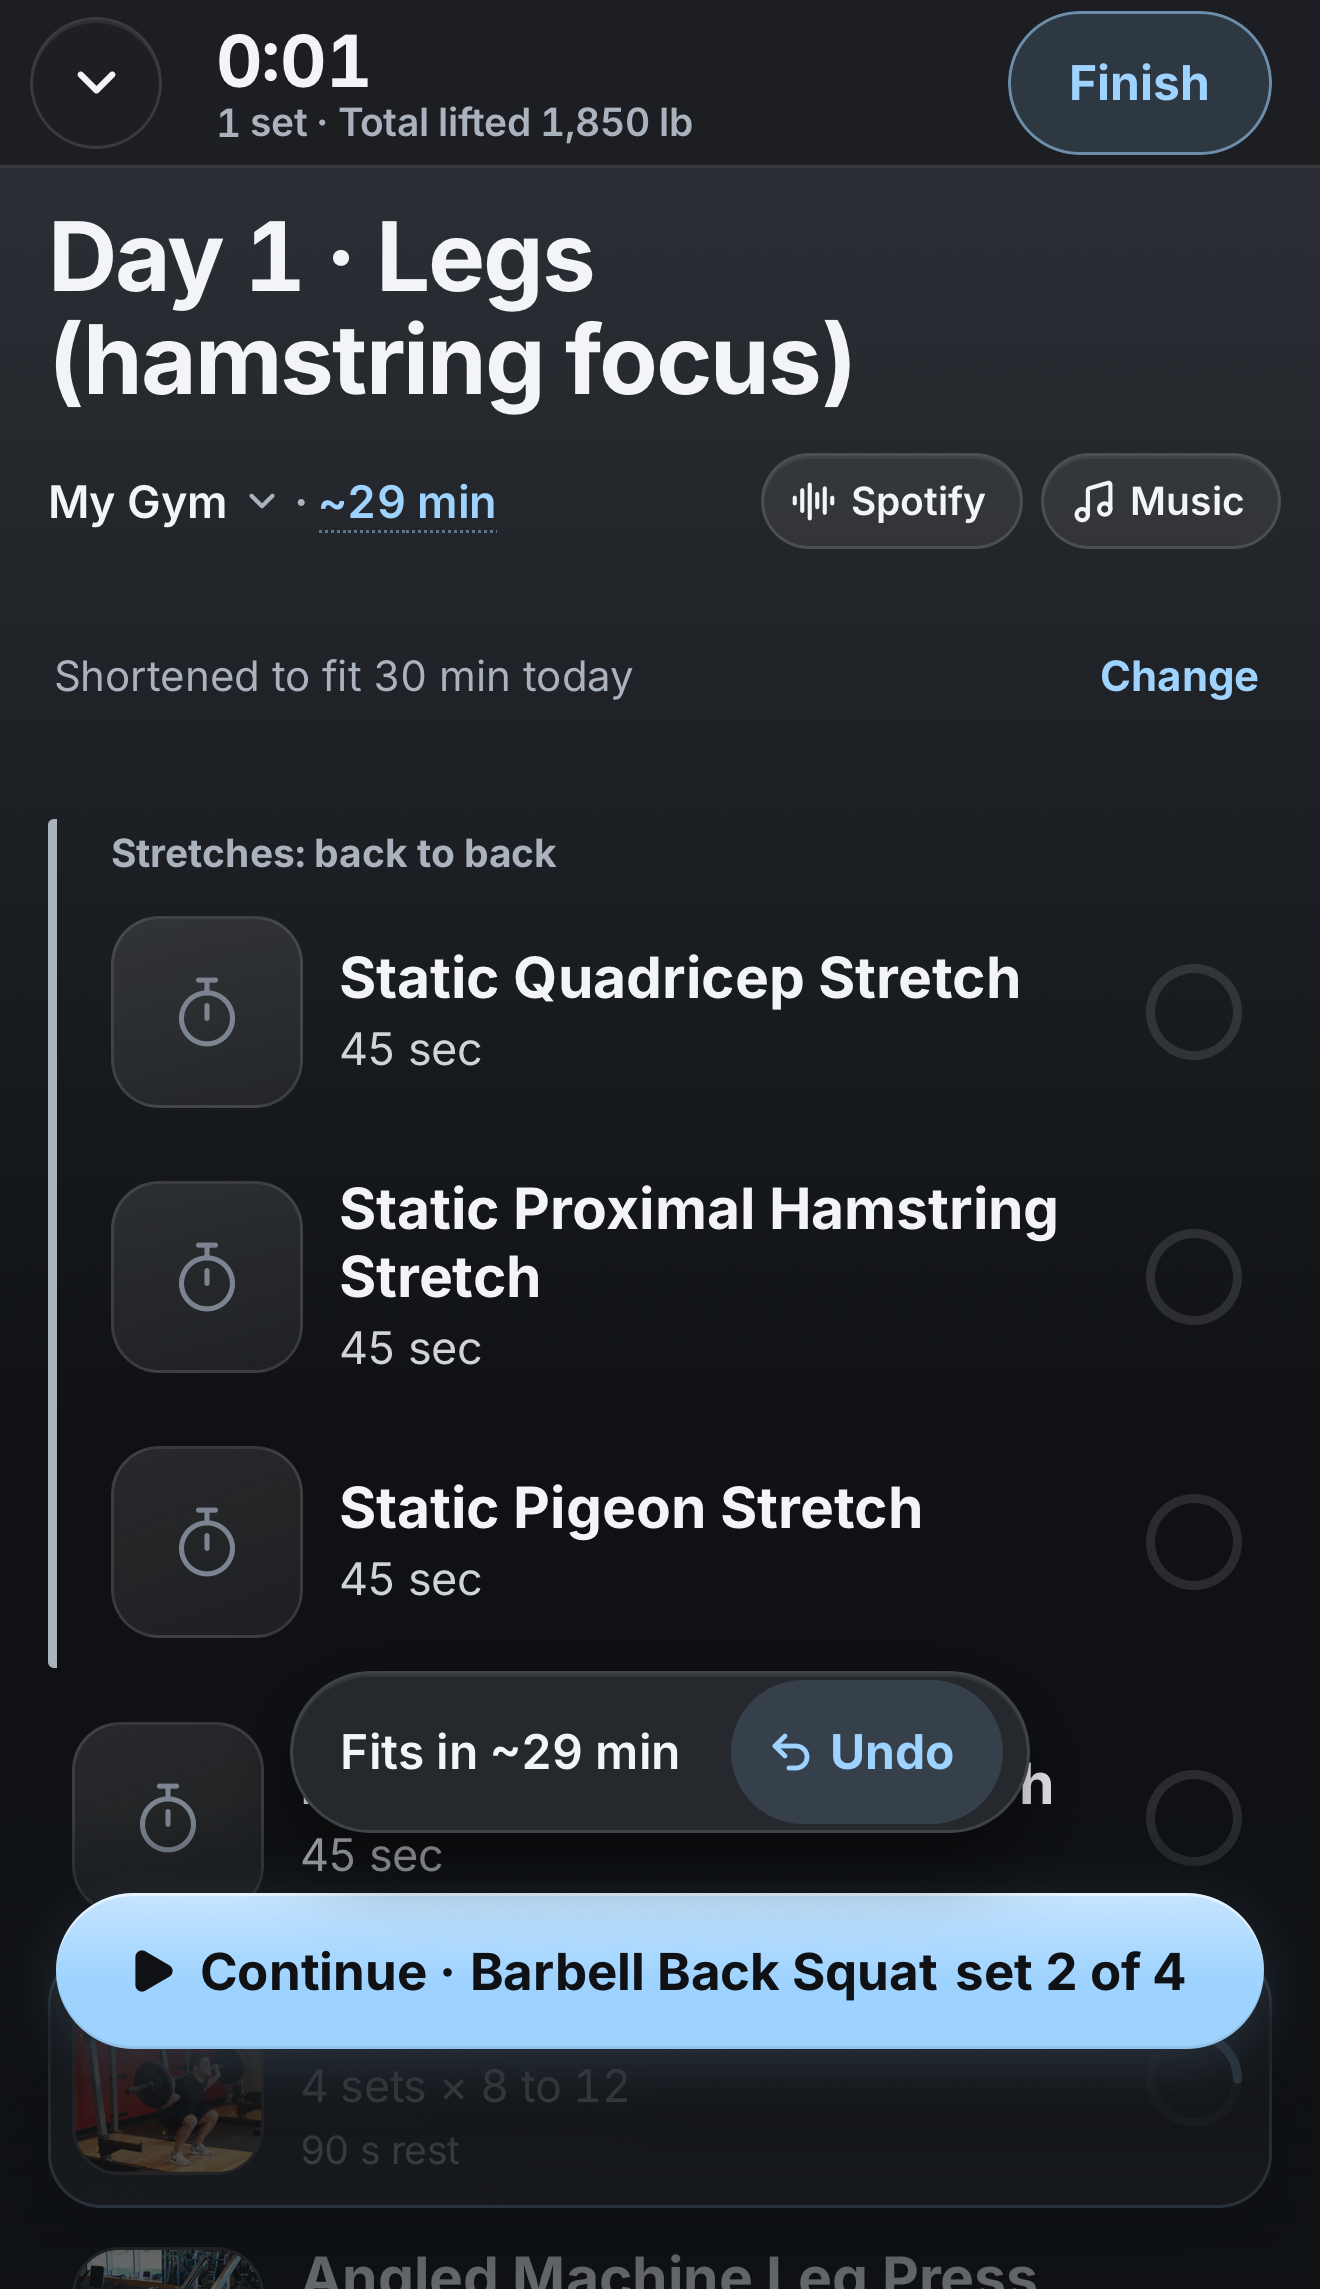 0:01
Finish
1 set · Total lifted 1,850 lb
Day 1 · Legs
(hamstring focus)
My Gym · ~29 min
Spotify
Music
Shortened to fit 30 min today
Change
Stretches: back to back
Static Quadricep Stretch
45 sec
Static Proximal Hamstring
Stretch
45 sec
Static Pigeon Stretch
45 sec
Fits in ~29 min
Undo
45 sec
Continue · Barbell Back Squat set 2 of 4
4 sets × 8 to 12
90 s rest
Angled Machine Leg Press